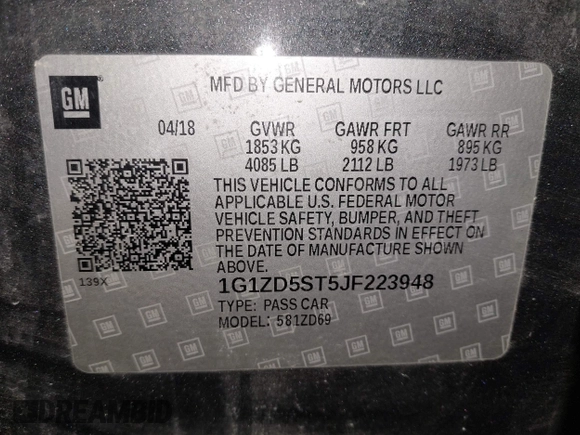 GM
MFD BY GENERAL MOTORS LLC
04/18 GVWR GAWR FRT GAWR RR
1853 KG 958 KG 895 KG
4085 LB 2112 LB 1973 LB
THIS VEHICLE CONFORMS TO ALL
APPLICABLE U.S. FEDERAL MOTOR
VEHICLE SAFETY, BUMPER, AND THEFT
PREVENTION STANDARDS IN EFFECT ON
THE DATE OF MANUFACTURE SHOWN
ABOVE.
139X
1G1ZD5ST5JF223948
TYPE: PASS CAR
MODEL: 581ZD69
DREAMBID